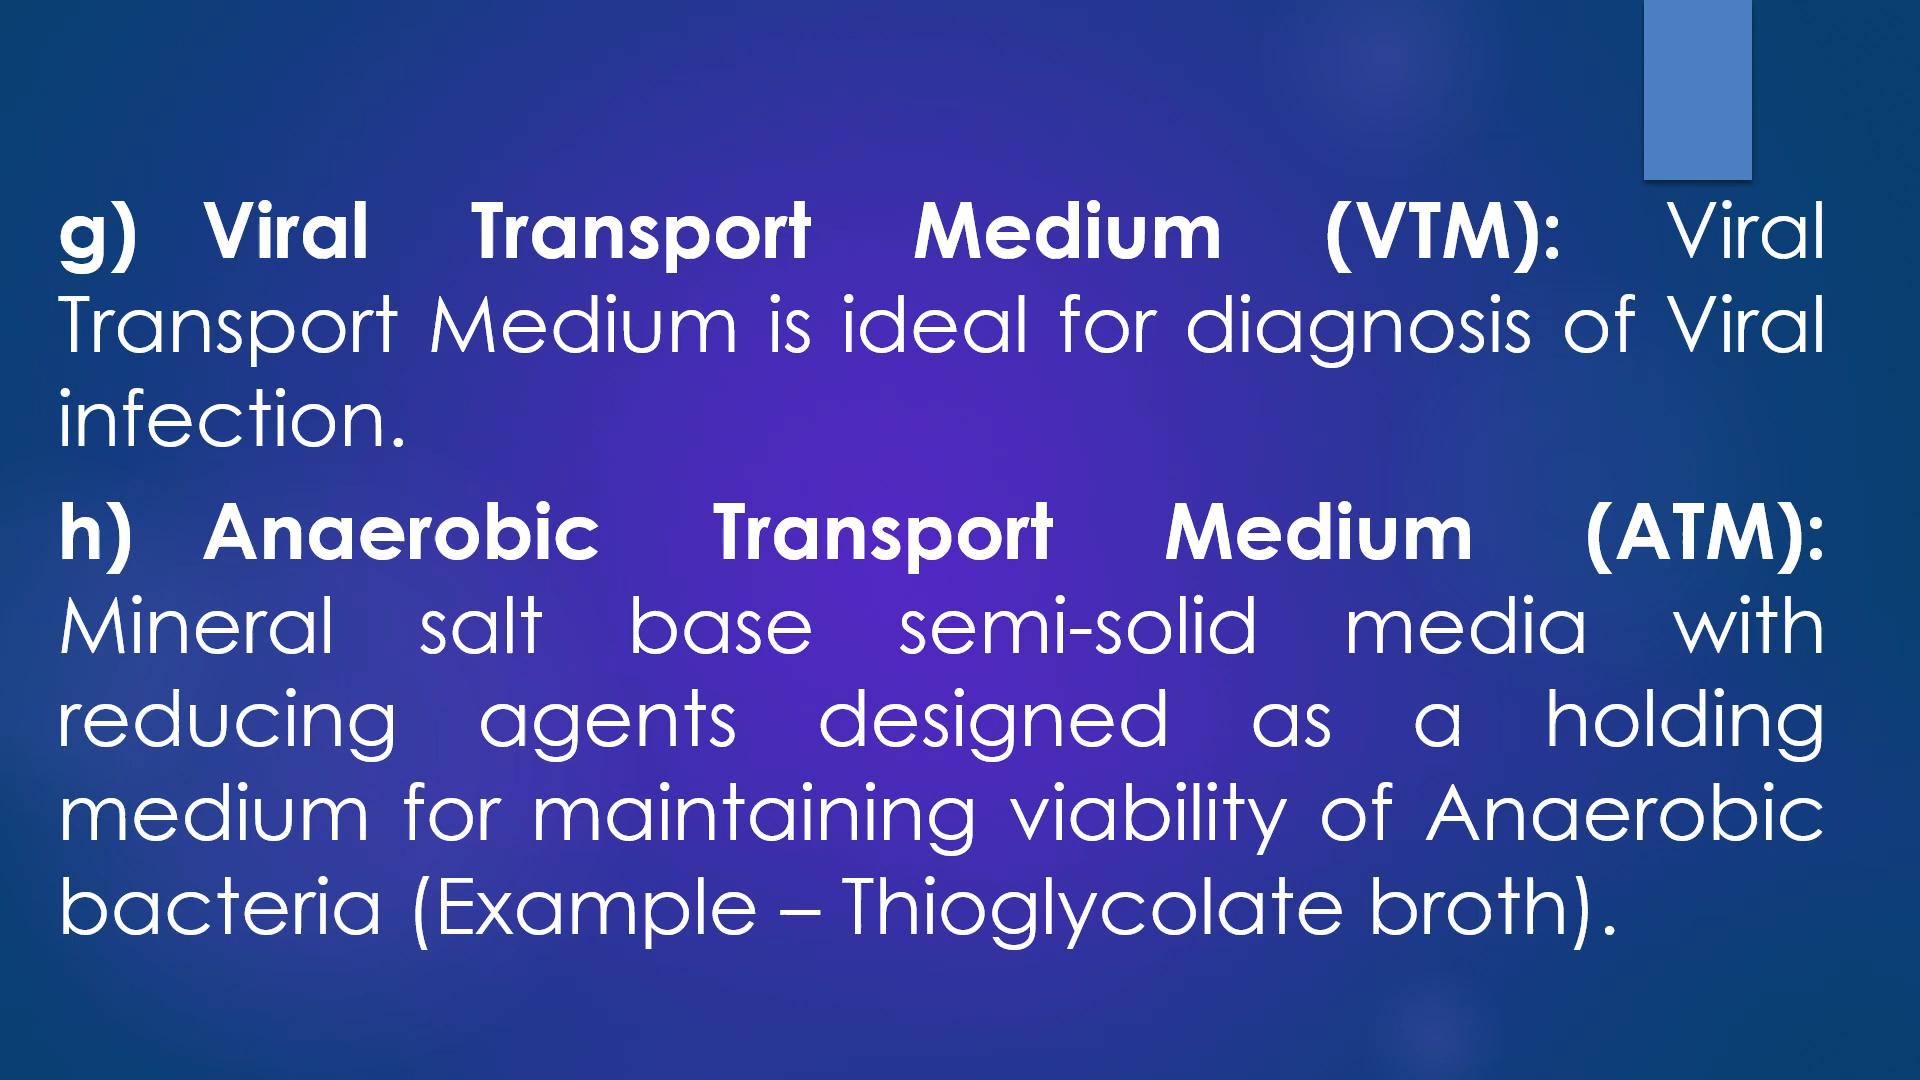 g) Viral Transport Medium (VTM): Viral
Transport Medium is ideal for diagnosis of Viral
infection.
h) Anaerobic Transport Medium (ATM):
Mineral salt base semi-solid media with
reducing agents designed as a holding
medium for maintaining viability of Anaerobic
bacteria (Example – Thioglycolate broth).